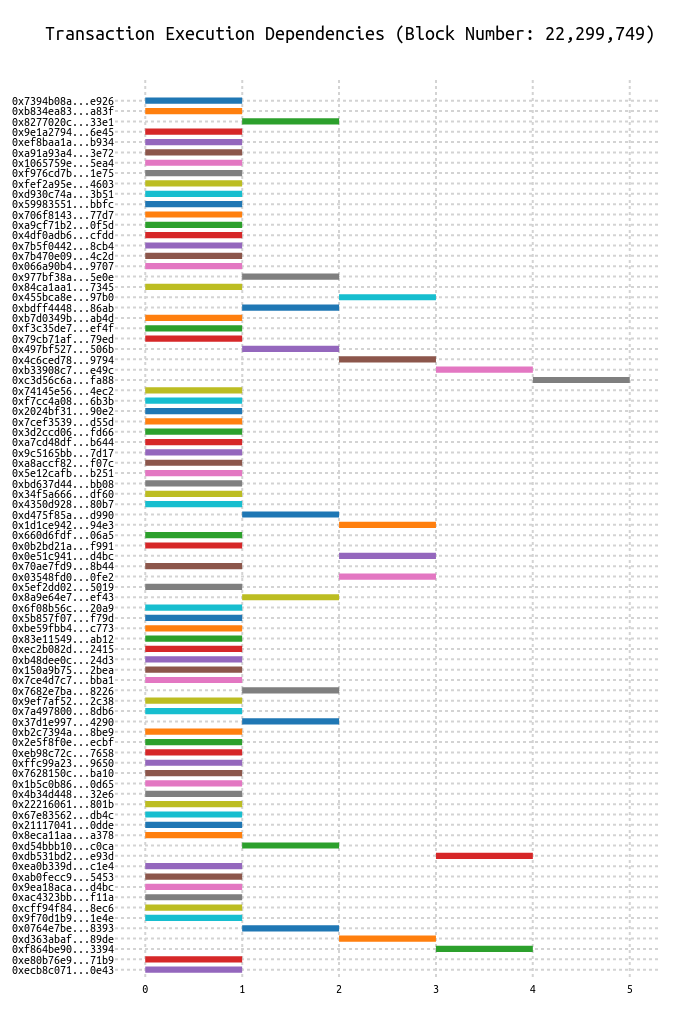 Transaction Execution Dependencies (Block Number: 22,299,749)
0x7394b08a...e926
0xb834ea83...a83f
0x8277020c...33e1
0x9e1a2794...6e45
0xef8baa1a...b934
0xa91a93a4...3e72
0x1065759e...5ea4
0xf976cd7b...1e75
0xfef2a95e...4603
0xd930c74a...3b51
0x59983551...bbfc
0x706f8143...77d7
0xa9cf71b2...0f5d
0x4df0adb6...cfdd
0x7b5f0442...8cb4
0x7b470e09...4c2d
0x066a90b4...9707
0x977bf38a...5e0e
0x84ca1aa1...7345
0x455bca8e...97b0
0xbdff4448...86ab
0xb7d0349b...ab4d
0xf3c35de7...ef4f
0x79cb71af...79ed
0x497bf527...506b
0x4c6ced78...9794
0xb33908c7...e49c
0xc3d56c6a...fa88
0x74145e56...4ec2
0xf7cc4a08...6b3b
0x2024bf31...90e2
0x7cef3539...d55d
0x3d2ccd06...fd66
0xa7cd48df...b644
0x9c5165bb...7d17
0xa8accf82...f07c
0x5e12cafb...b251
0xbd637d44...bb08
0x34f5a666...df60
0x4350d928...80b7
0xd475f85a...d990
0x1d1ce942...94e3
0x660d6fdf...06a5
0x0b2bd21a...f991
0x0e51c941...d4bc
0x70ae7fd9...8b44
0x03548fd0...0fe2
0x5ef2dd02...5019
0x8a9e64e7...ef43
0x6f08b56c...20a9
0x5b857f07...f79d
0xbe59fbb4...c773
0x83e11549...ab12
0xec2b082d...2415
0xb48dee0c...24d3
0x150a9b75...2bea
0x7ce4d7c7...bba1
0x7682e7ba...8226
0x9ef7af52...2c38
0x7a497800...8db6
0x37d1e997...4290
0xb2c7394a...8be9
0x2e5f8f0e...ecbf
0xeb98c72c...7658
0xffc99a23...9650
0x7628150c...ba10
0x1b5c0b86...0d65
0x4b34d448...32e6
0x22216061...801b
0x67e83562...db4c
0x21117041...0dde
0x8eca11aa...a378
0xd54bbb10...c0ca
0xdb531bd2...e93d
0xea0b339d...c1e4
0xab0fecc9...5453
0x9ea18aca...d4bc
0xac4323bb...f11a
0xcff94f84...8ec6
0x9f70d1b9...1e4e
0x0764e7be...8393
0xd363abaf...89de
0xf864be90...3394
0xe80b76e9...71b9
0xecb8c071...0e43
0 1 2 3 4 5